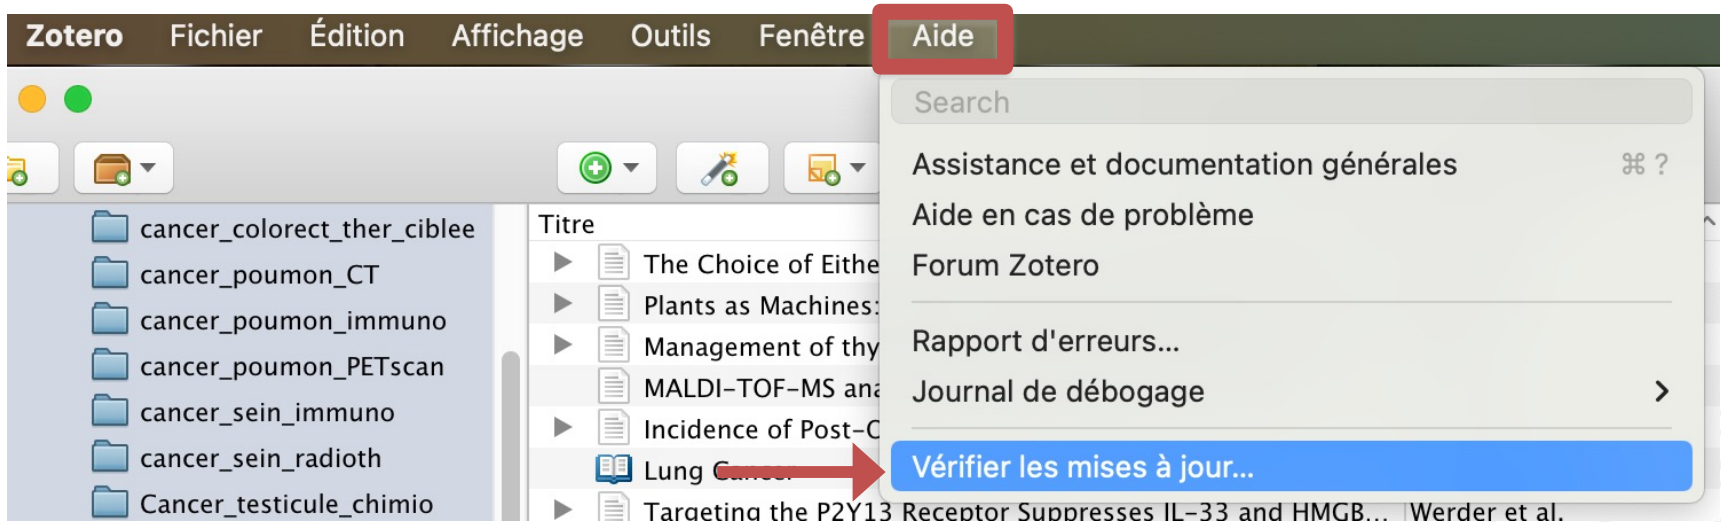 Zotero Fichier Édition Affichage Outils Fenêtre Aide
Search
Assistance et documentation générales ⌘ ?
Aide en cas de problème
Forum Zotero
Rapport d'erreurs...
Journal de débogage
Vérifier les mises à jour...
cancer_colorect_ther_ciblee
cancer_poumon_CT
cancer_poumon_immuno
cancer_poumon_PETscan
cancer_sein_immuno
cancer_sein_radioth
Cancer_testicule_chimio
Titre
The Choice of Eithe
Plants as Machines:
Management of thy
MALDI-TOF-MS ana
Incidence of Post-C
Lung Cancer
Targeting the P2Y13 Receptor Suppresses IL-33 and HMGB... Werder et al.